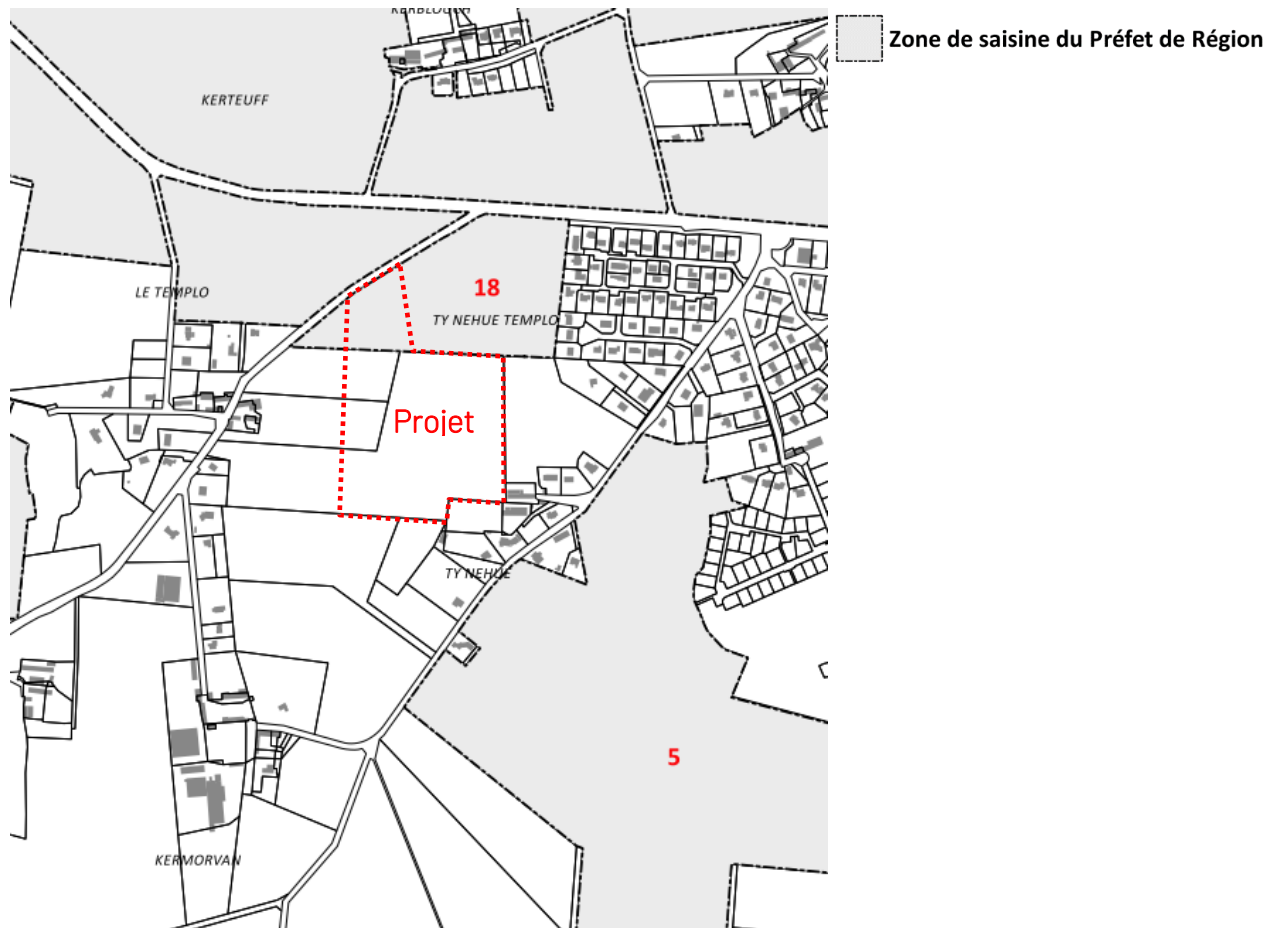 KERBLOUCH
Zone de saisine du Préfet de Région
KERTEUFF
18
LE TEMPLO
TY NEHUE TEMPLO
Projet
TY NEHUE
5
KERMORVAN